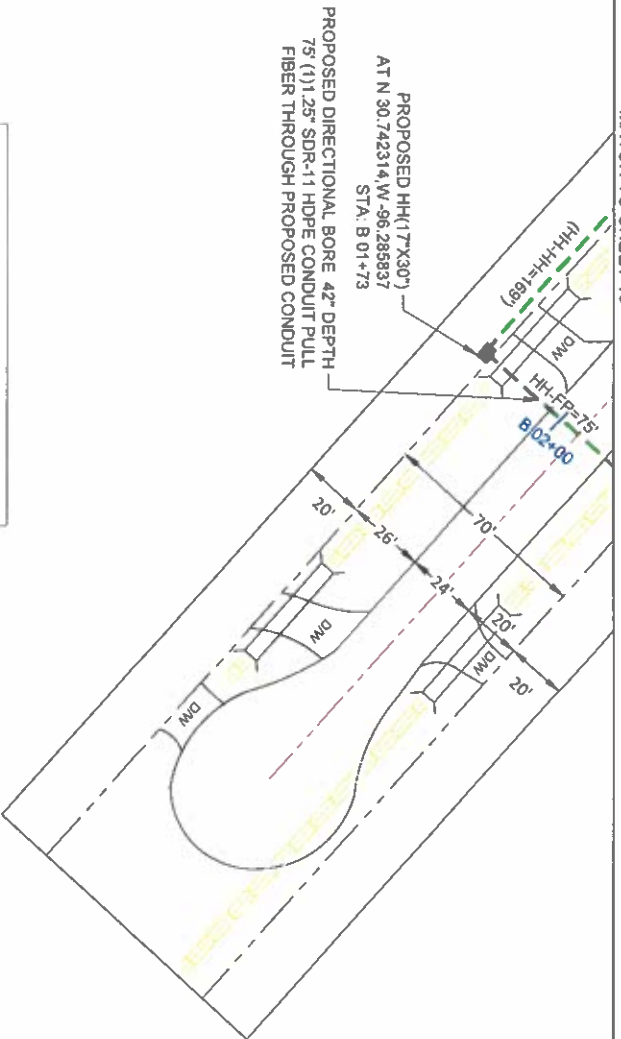 PROPOSED HH(17"X30")
AT N 30.742314,W -96.285837
STA: B 01+73
PROPOSED DIRECTIONAL BORE 42" DEPTH
75' (1)1.25" SDR-11 HDPE CONDUIT PULL
FIBER THROUGH PROPOSED CONDUIT
(HH-HH=169')
D/W
HH-FP=75'
B 02+00
70'
20'
26'
24'
20'
20'
D/W
D/W
D/W